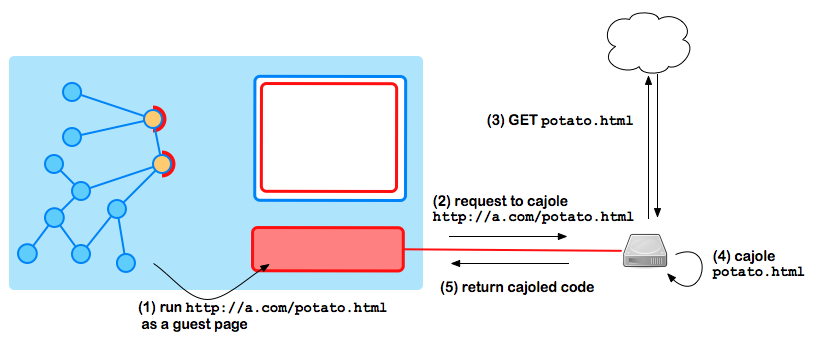 (3) GET potato.html
(2) request to cajole
http://a.com/potato.html
(4) cajole
potato.html
(5) return cajoled code
(1) run http://a.com/potato.html
as a guest page